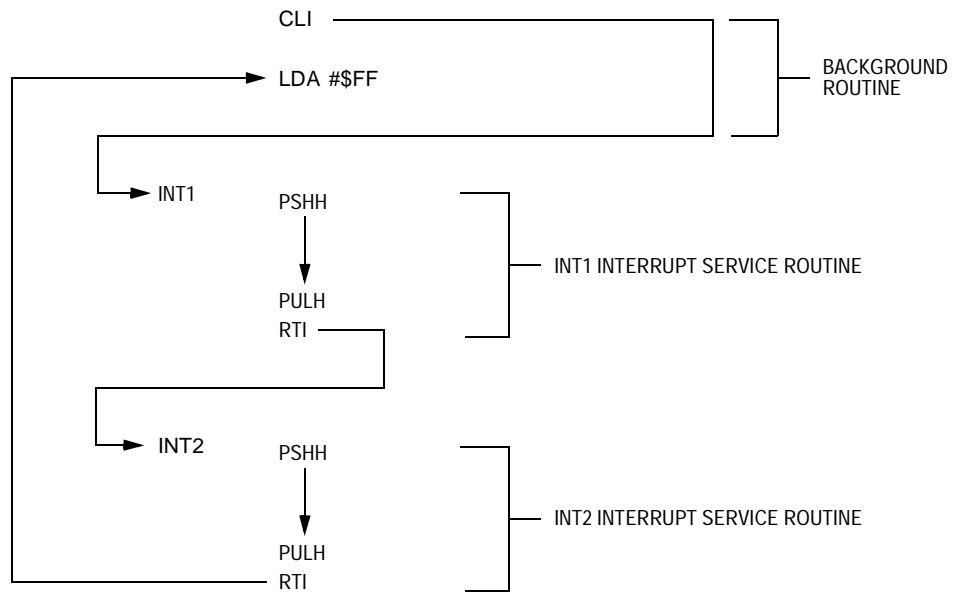 CLI
LDA #$FF
BACKGROUND
ROUTINE
INT1
PSHH
INT1 INTERRUPT SERVICE ROUTINE
PULH
RTI
INT2
PSHH
INT2 INTERRUPT SERVICE ROUTINE
PULH
RTI